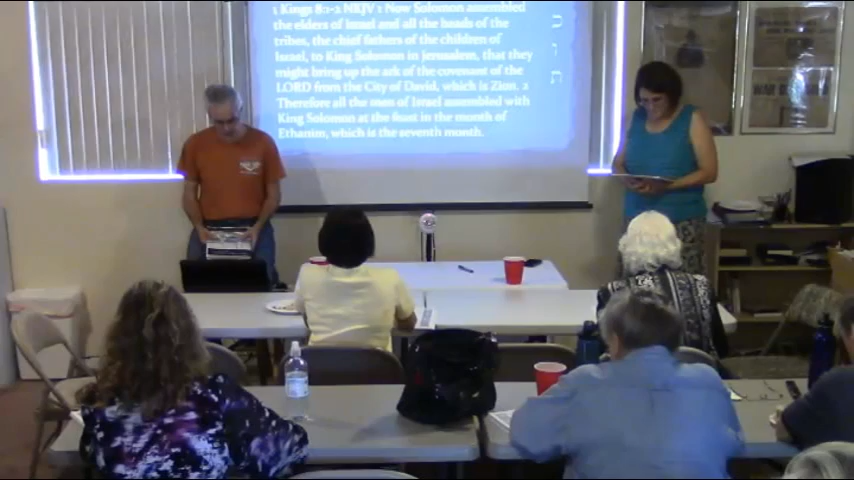 1 Kings 8:1-2 NKJV 1 Now Solomon assembled
the elders of Israel and all the heads of the
tribes, the chief fathers of the children of
Israel, to King Solomon in Jerusalem, that they
might bring up the ark of the covenant of the
LORD from the City of David, which is Zion. 2
Therefore all the men of Israel assembled with
King Solomon at the feast in the month of
Ethanim, which is the seventh month.
כ
ת
ו
WAR